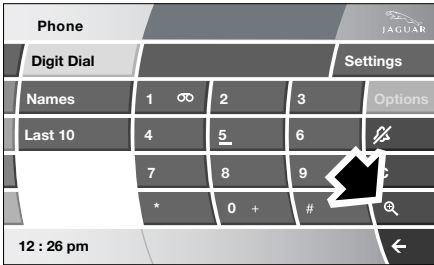 Phone
JAGUAR
Digit Dial
Settings
Names 1 2 3 Options
Last 10 4 5 6
7 8 9 C
* 0 + #
12 : 26 pm